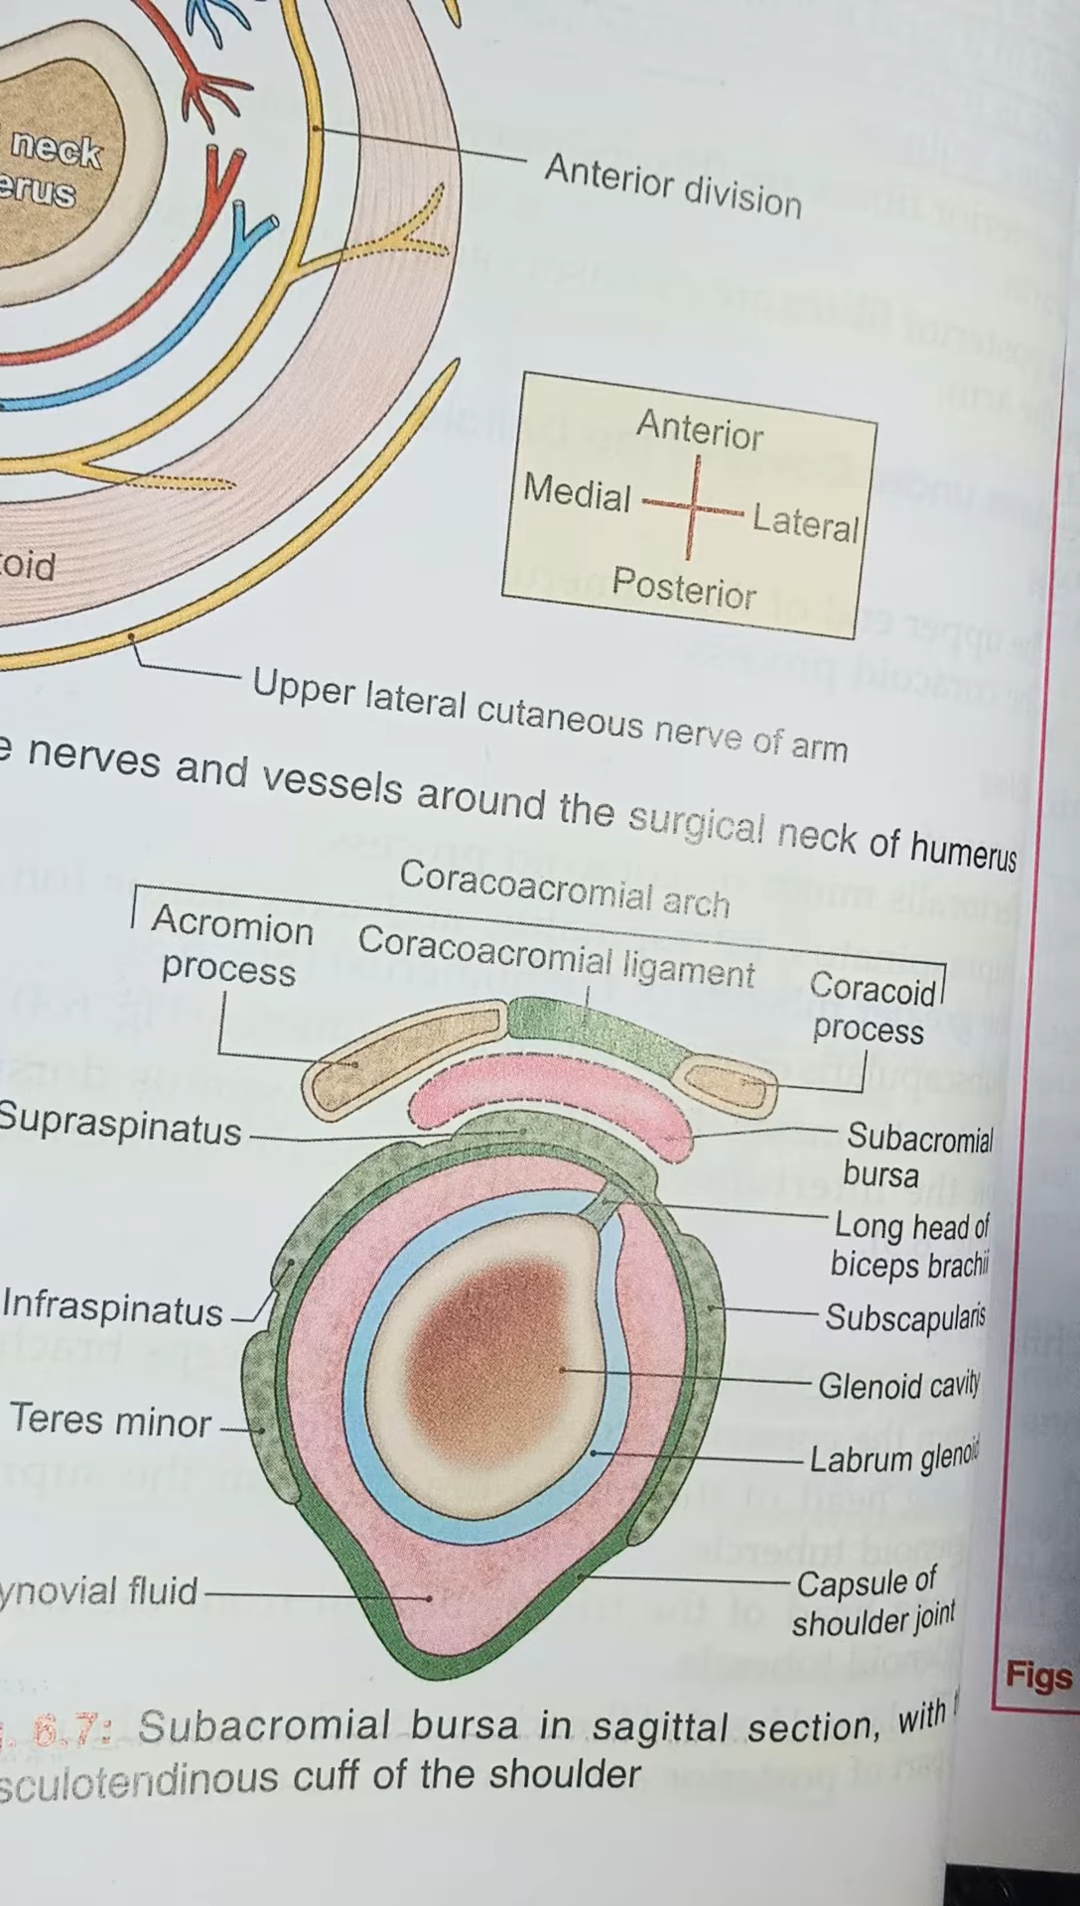 neck
erus
Anterior division
Anterior
Medial
Lateral
Posterior
toid
Upper lateral cutaneous nerve of arm
e nerves and vessels around the surgical neck of humerus
Coracoacromial arch
Acromion
process
Coracoacromial ligament
Coracoid
process
Supraspinatus
Subacromial
bursa
Long head of
biceps brachii
Infraspinatus
Subscapularis
Glenoid cavity
Teres minor
Labrum glenoid
ynovial fluid
Capsule of
shoulder joint
Figs
. 6.7: Subacromial bursa in sagittal section, with
sculotendinous cuff of the shoulder